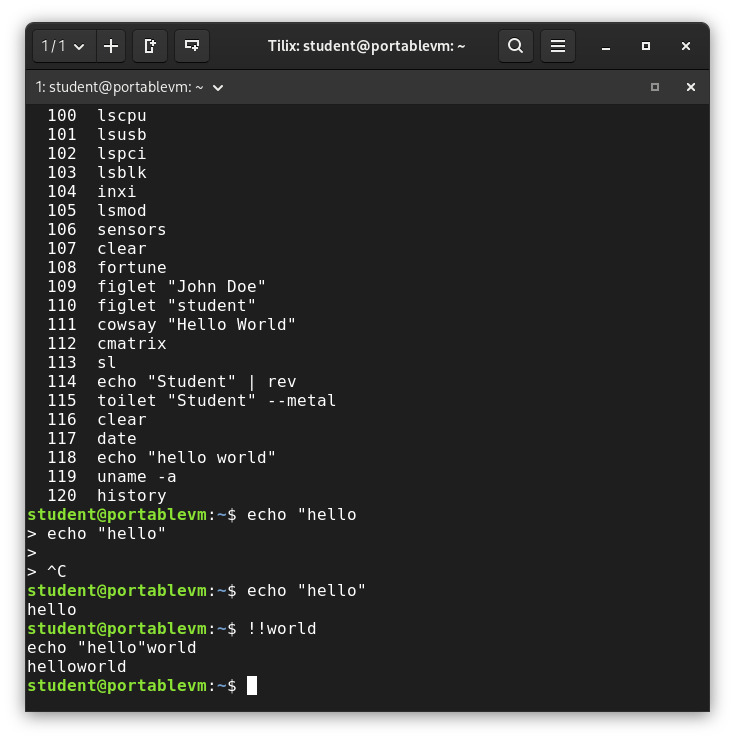 1 / 1
Tilix: student@portablevm: ~
1: student@portablevm: ~
100  lscpu
101  lsusb
102  lspci
103  lsblk
104  inxi
105  lsmod
106  sensors
107  clear
108  fortune
109  figlet "John Doe"
110  figlet "student"
111  cowsay "Hello World"
112  cmatrix
113  sl
114  echo "Student" | rev
115  toilet "Student" --metal
116  clear
117  date
118  echo "hello world"
119  uname -a
120  history
student@portablevm:~$ echo "hello
> echo "hello"
>
> ^C
student@portablevm:~$ echo "hello"
hello
student@portablevm:~$ !!world
echo "hello"world
helloworld
student@portablevm:~$